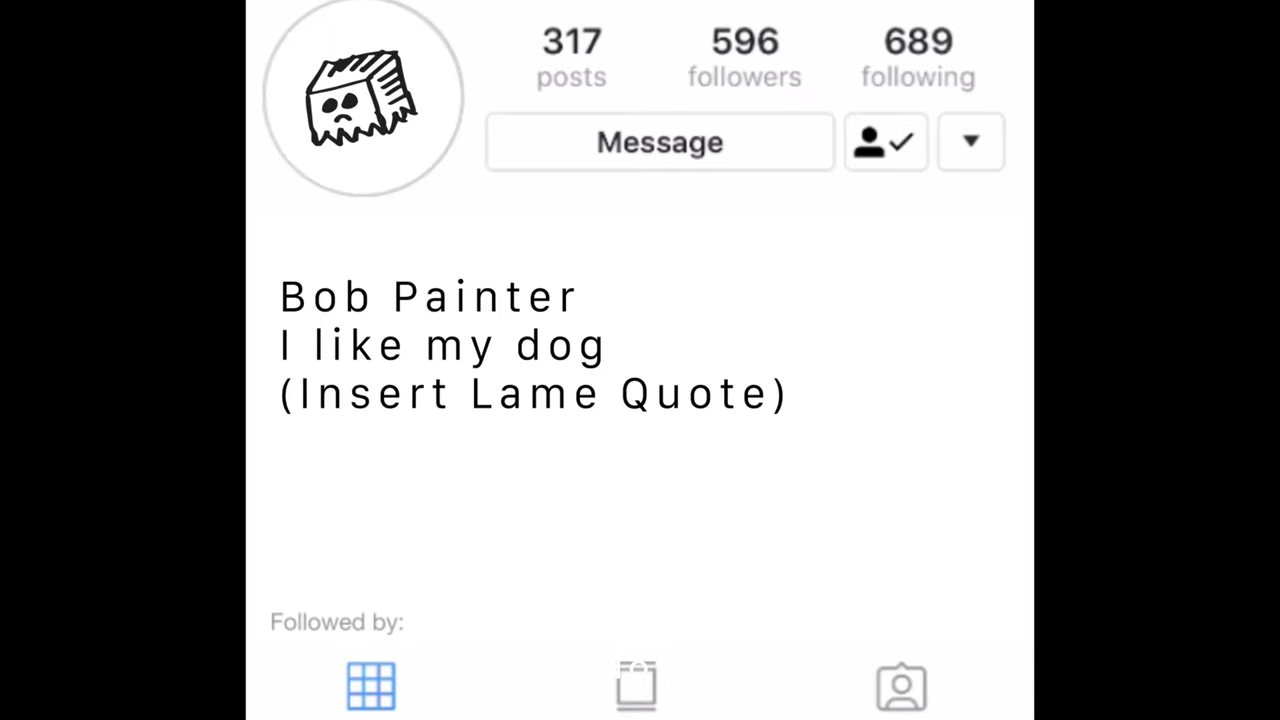 317 596 689
posts followers following
Message
Bob Painter
I like my dog
(Insert Lame Quote)
Followed by: